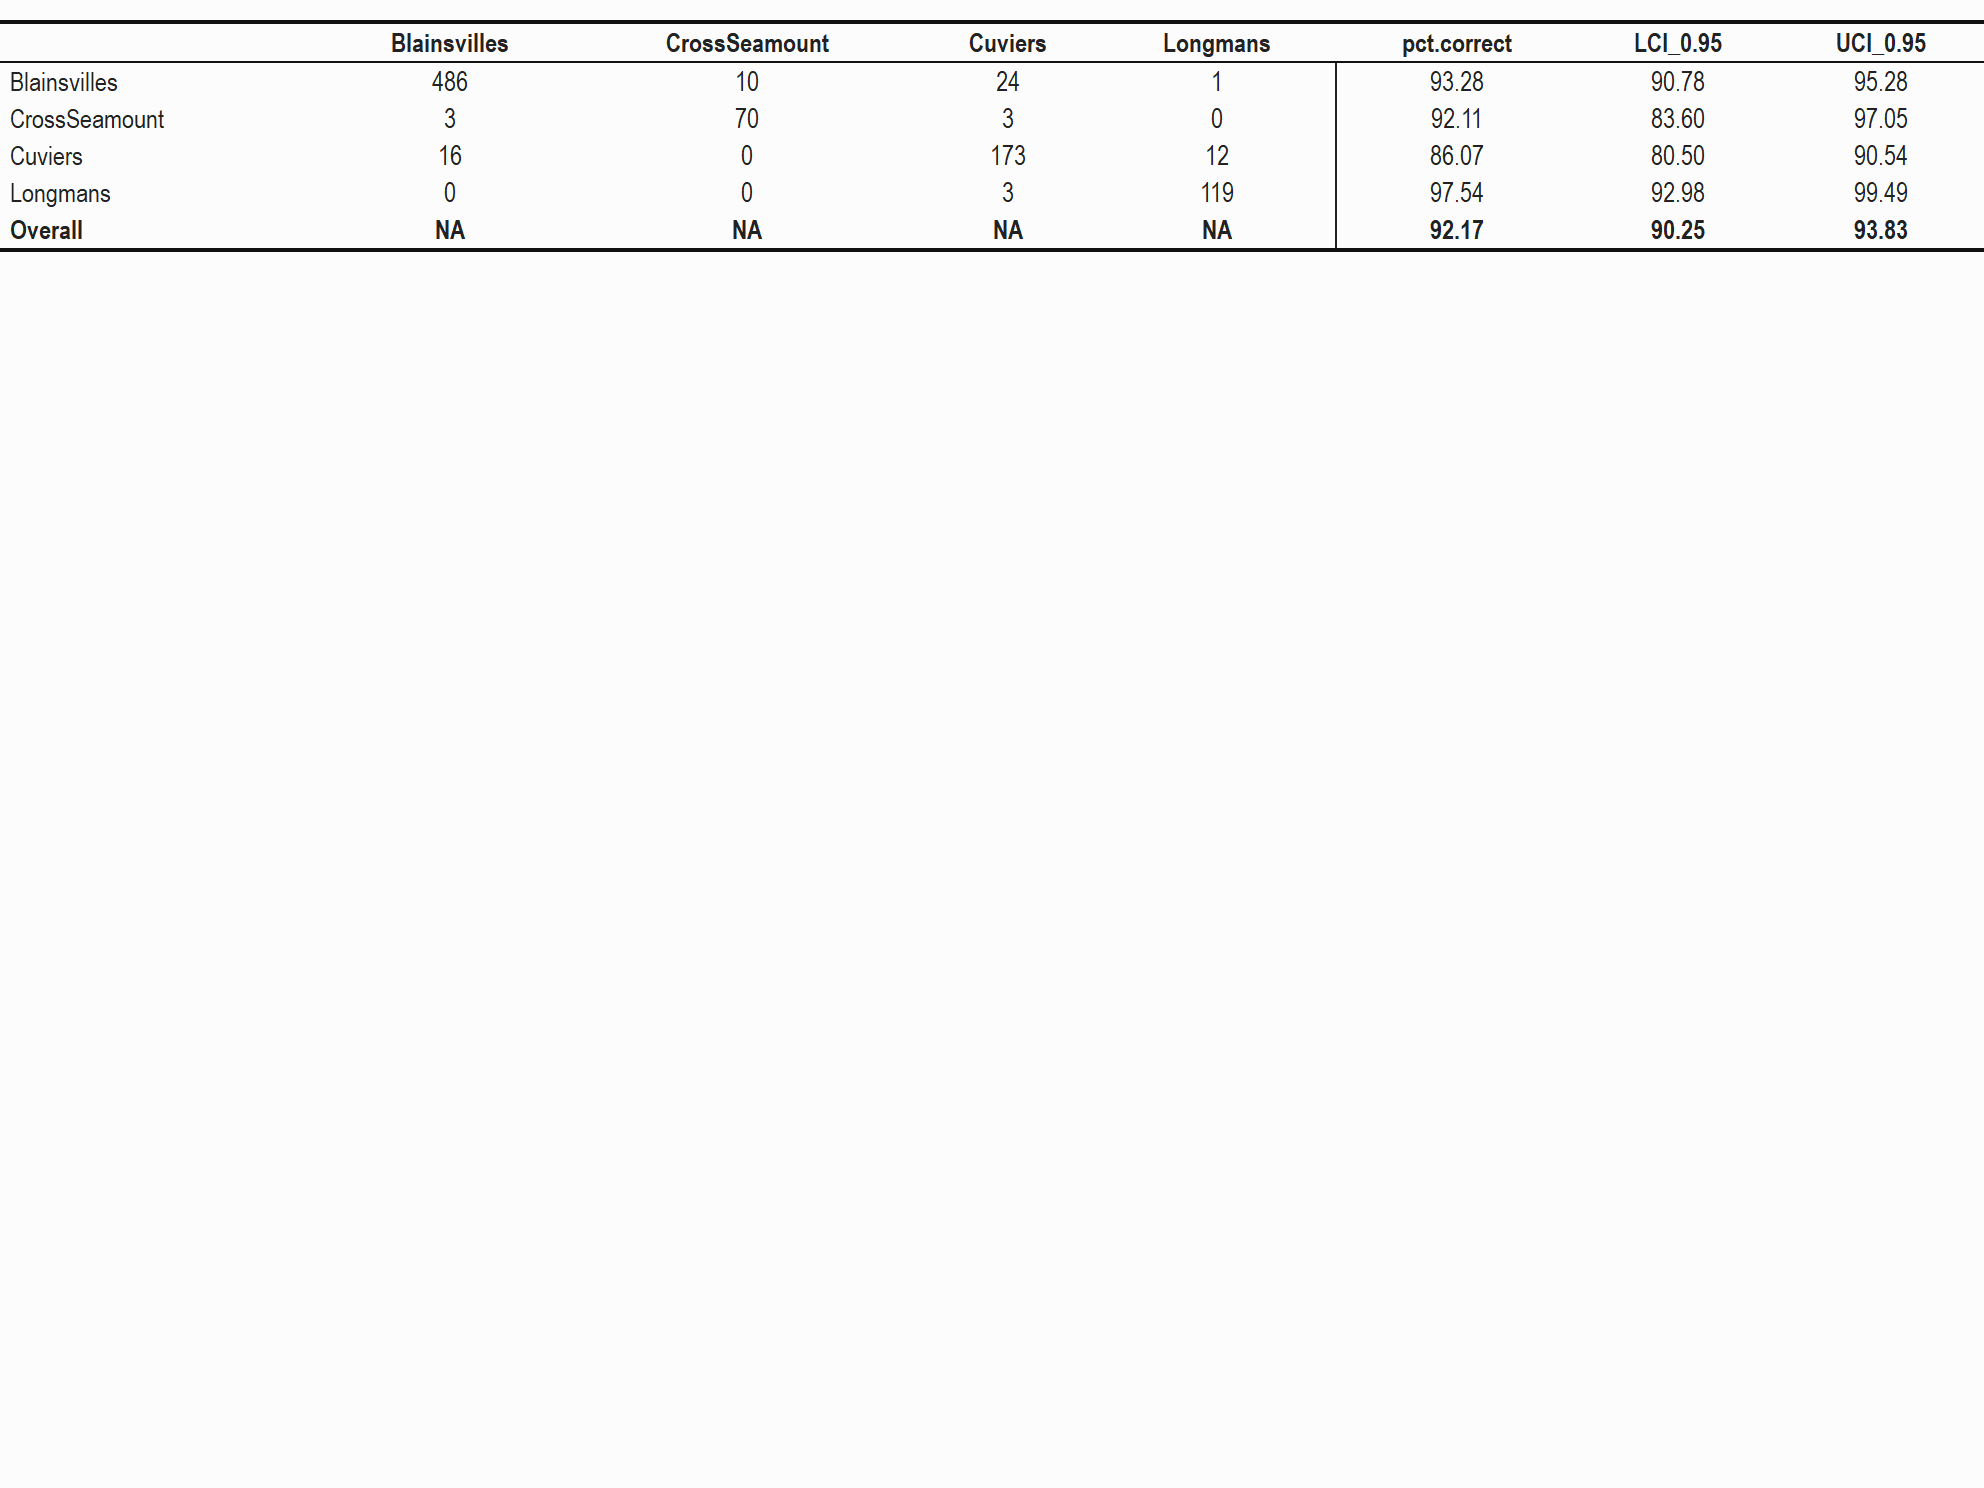 Blainsvilles CrossSeamount Cuviers Longmans pct.correct LCI_0.95 UCI_0.95
Blainsvilles 486 10 24 1 93.28 90.78 95.28
CrossSeamount 3 70 3 0 92.11 83.60 97.05
Cuviers 16 0 173 12 86.07 80.50 90.54
Longmans 0 0 3 119 97.54 92.98 99.49
Overall NA NA NA NA 92.17 90.25 93.83